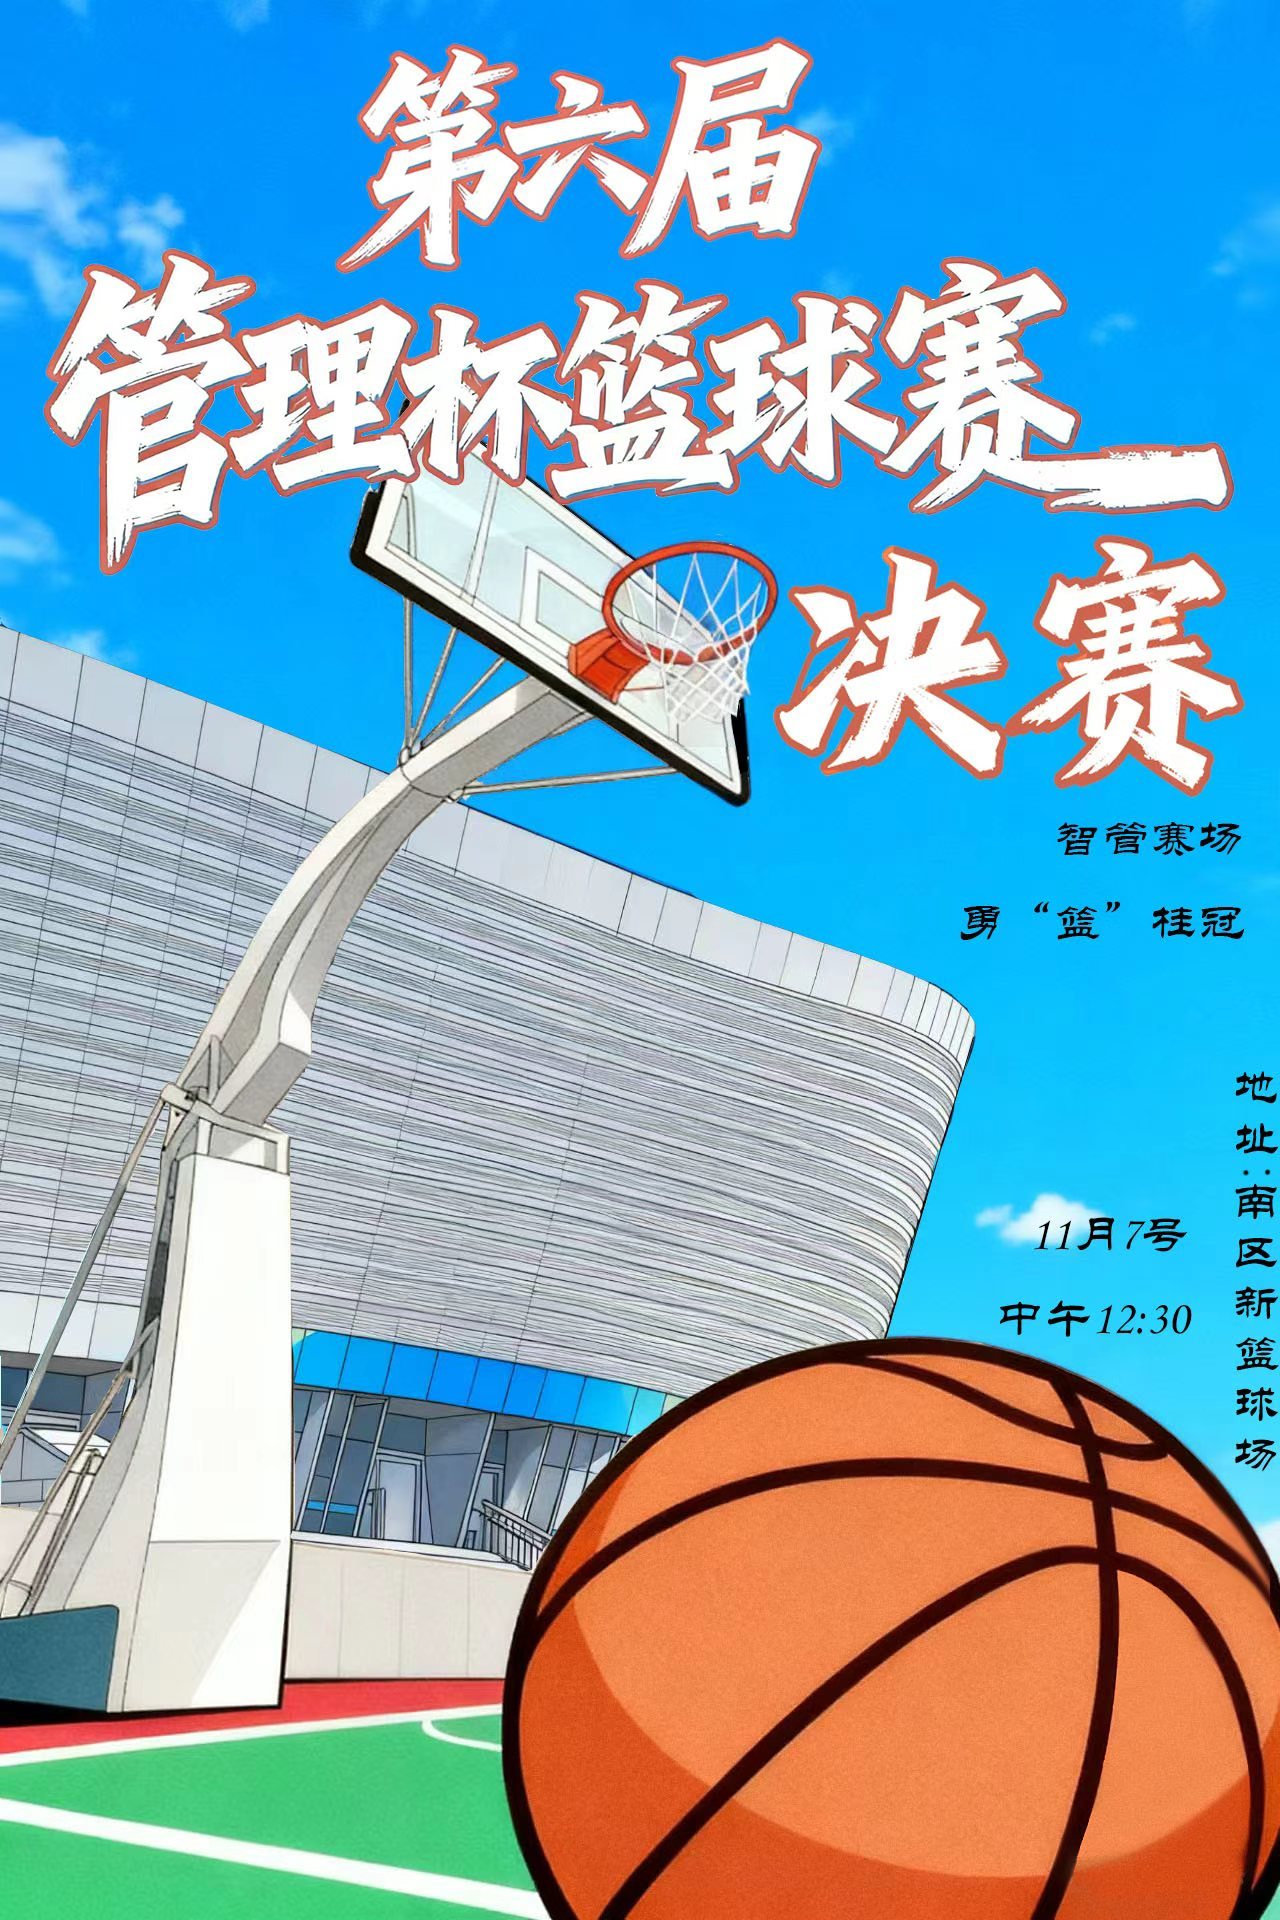 第六届
管理杯篮球赛—
决赛
智管赛场
勇“篮”桂冠
11月7号
中午12:30
地址:南区新篮球场